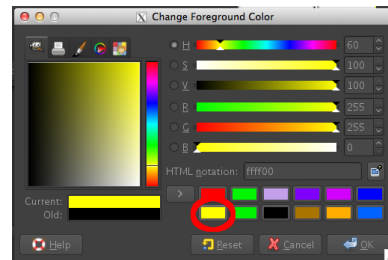 Change Foreground Color
H 60
S 100
V 100
R 255
G 255
B 0
HTML notation: ffff00
Current:
Old:
Help
Reset
Cancel
OK